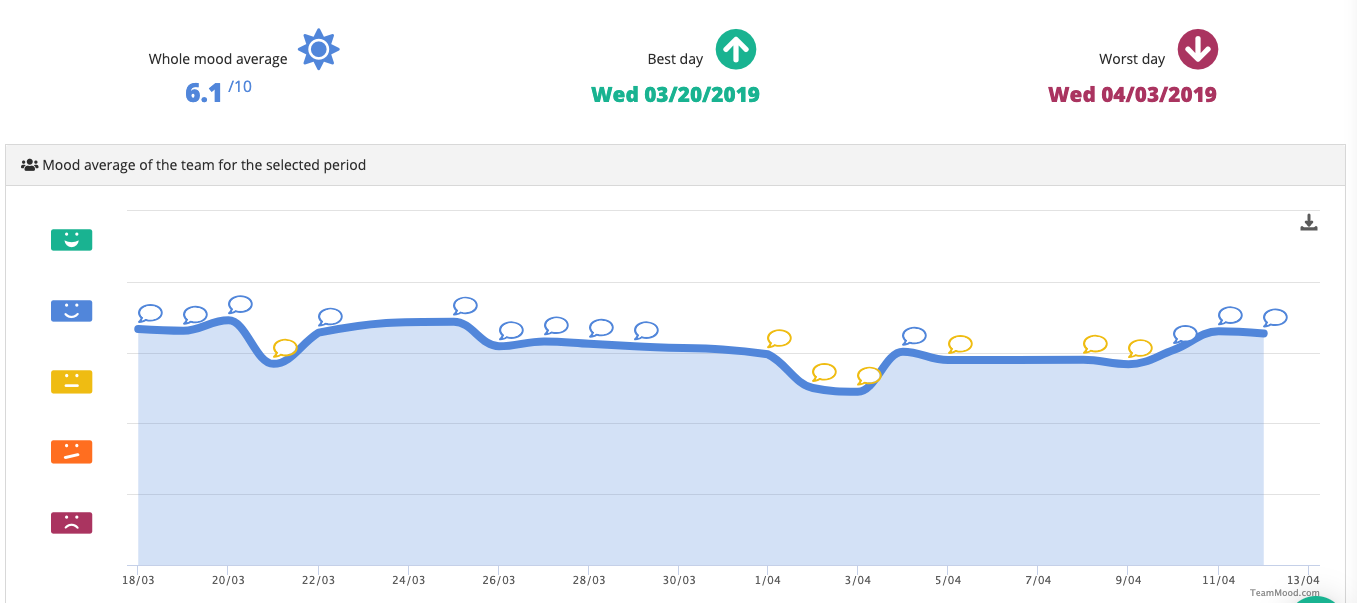 Whole mood average
6.1 /10
Best day
Wed 03/20/2019
Worst day
Wed 04/03/2019
Mood average of the team for the selected period
18/03 20/03 22/03 24/03 26/03 28/03 30/03 1/04 3/04 5/04 7/04 9/04 11/04 13/04
TeamMood.com